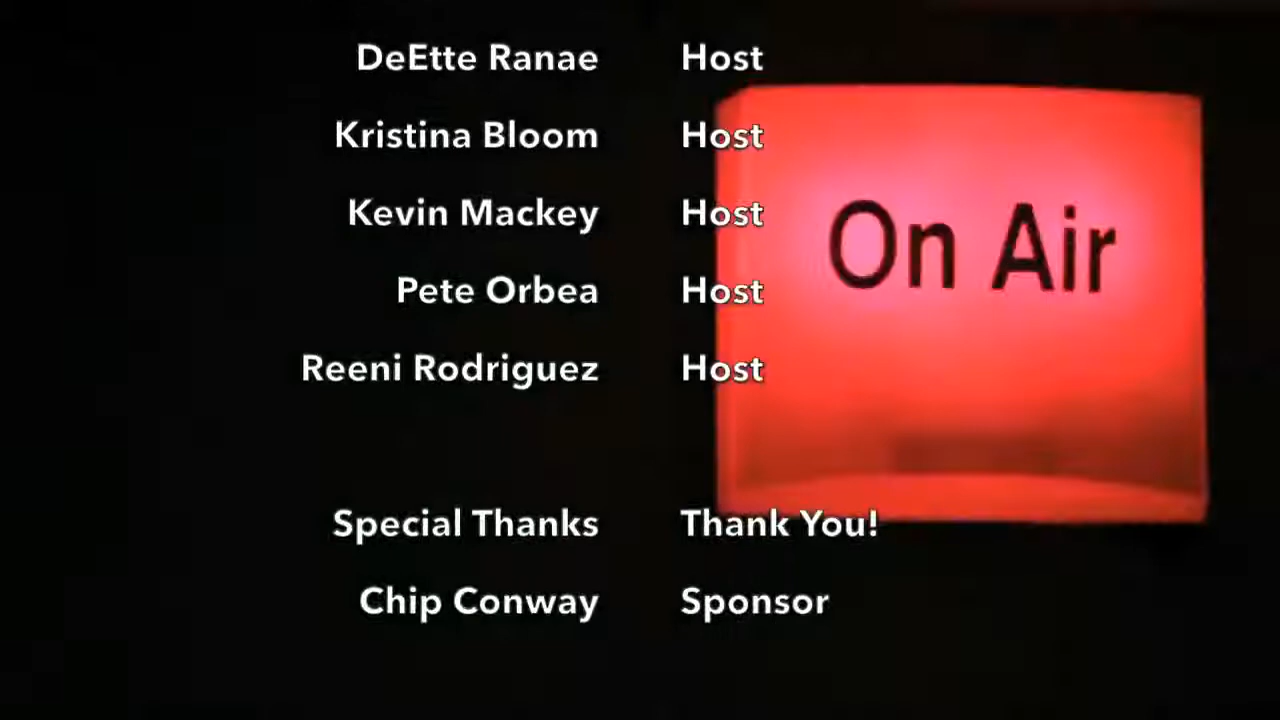 DeEtte Ranae Host
Kristina Bloom Host
Kevin Mackey Host
Pete Orbea Host
Reeni Rodriguez Host
On Air
Special Thanks Thank You!
Chip Conway Sponsor